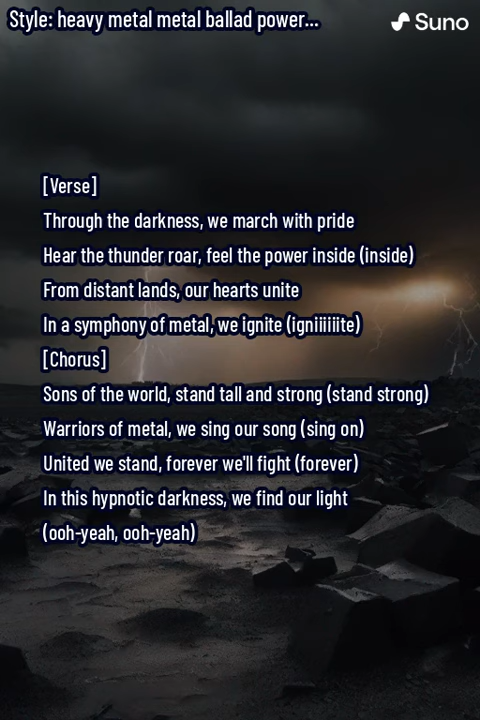 Style: heavy metal metal ballad power...
Suno
[Verse]
Through the darkness, we march with pride
Hear the thunder roar, feel the power inside (inside)
From distant lands, our hearts unite
In a symphony of metal, we ignite (igniiiiiite)
[Chorus]
Sons of the world, stand tall and strong (stand strong)
Warriors of metal, we sing our song (sing on)
United we stand, forever we'll fight (forever)
In this hypnotic darkness, we find our light
(ooh-yeah, ooh-yeah)